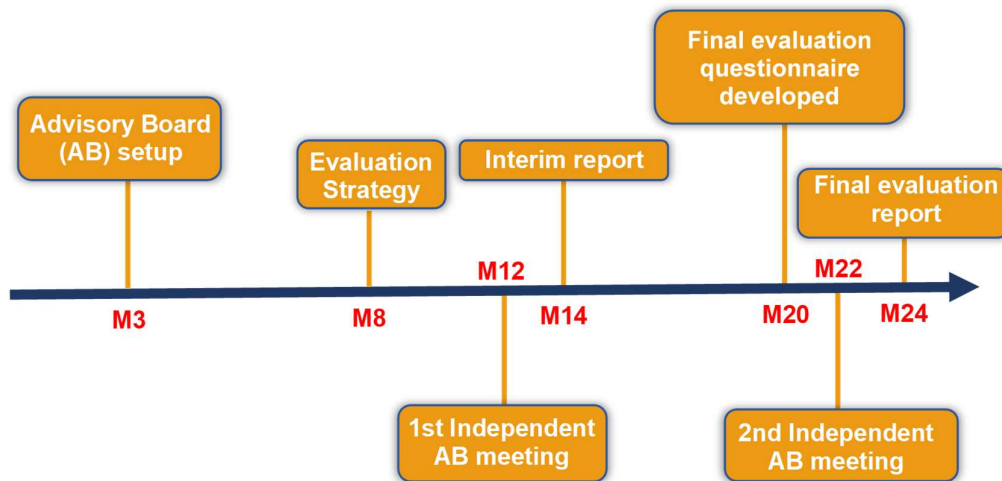 Final evaluation
questionnaire
developed
Advisory Board
(AB) setup
Evaluation
Strategy
Interim report
Final evaluation
report
M12
M22
M3
M8
M14
M20
M24
1st Independent
AB meeting
2nd Independent
AB meeting